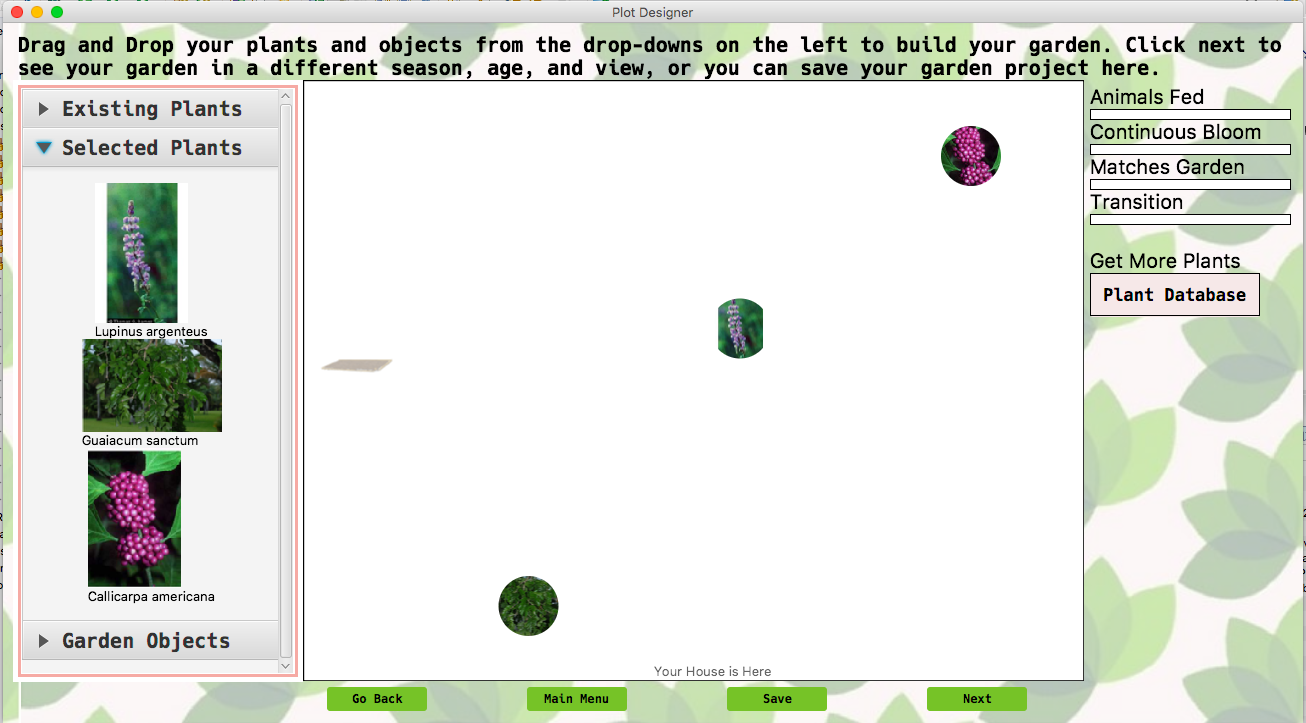 Plot Designer
Drag and Drop your plants and objects from the drop-downs on the left to build your garden. Click next to
see your garden in a different season, age, and view, or you can save your garden project here.
Existing Plants
Selected Plants
Lupinus argenteus
Guaiacum sanctum
Callicarpa americana
Garden Objects
Your House is Here
Animals Fed
Continuous Bloom
Matches Garden
Transition
Get More Plants
Plant Database
Go Back
Main Menu
Save
Next